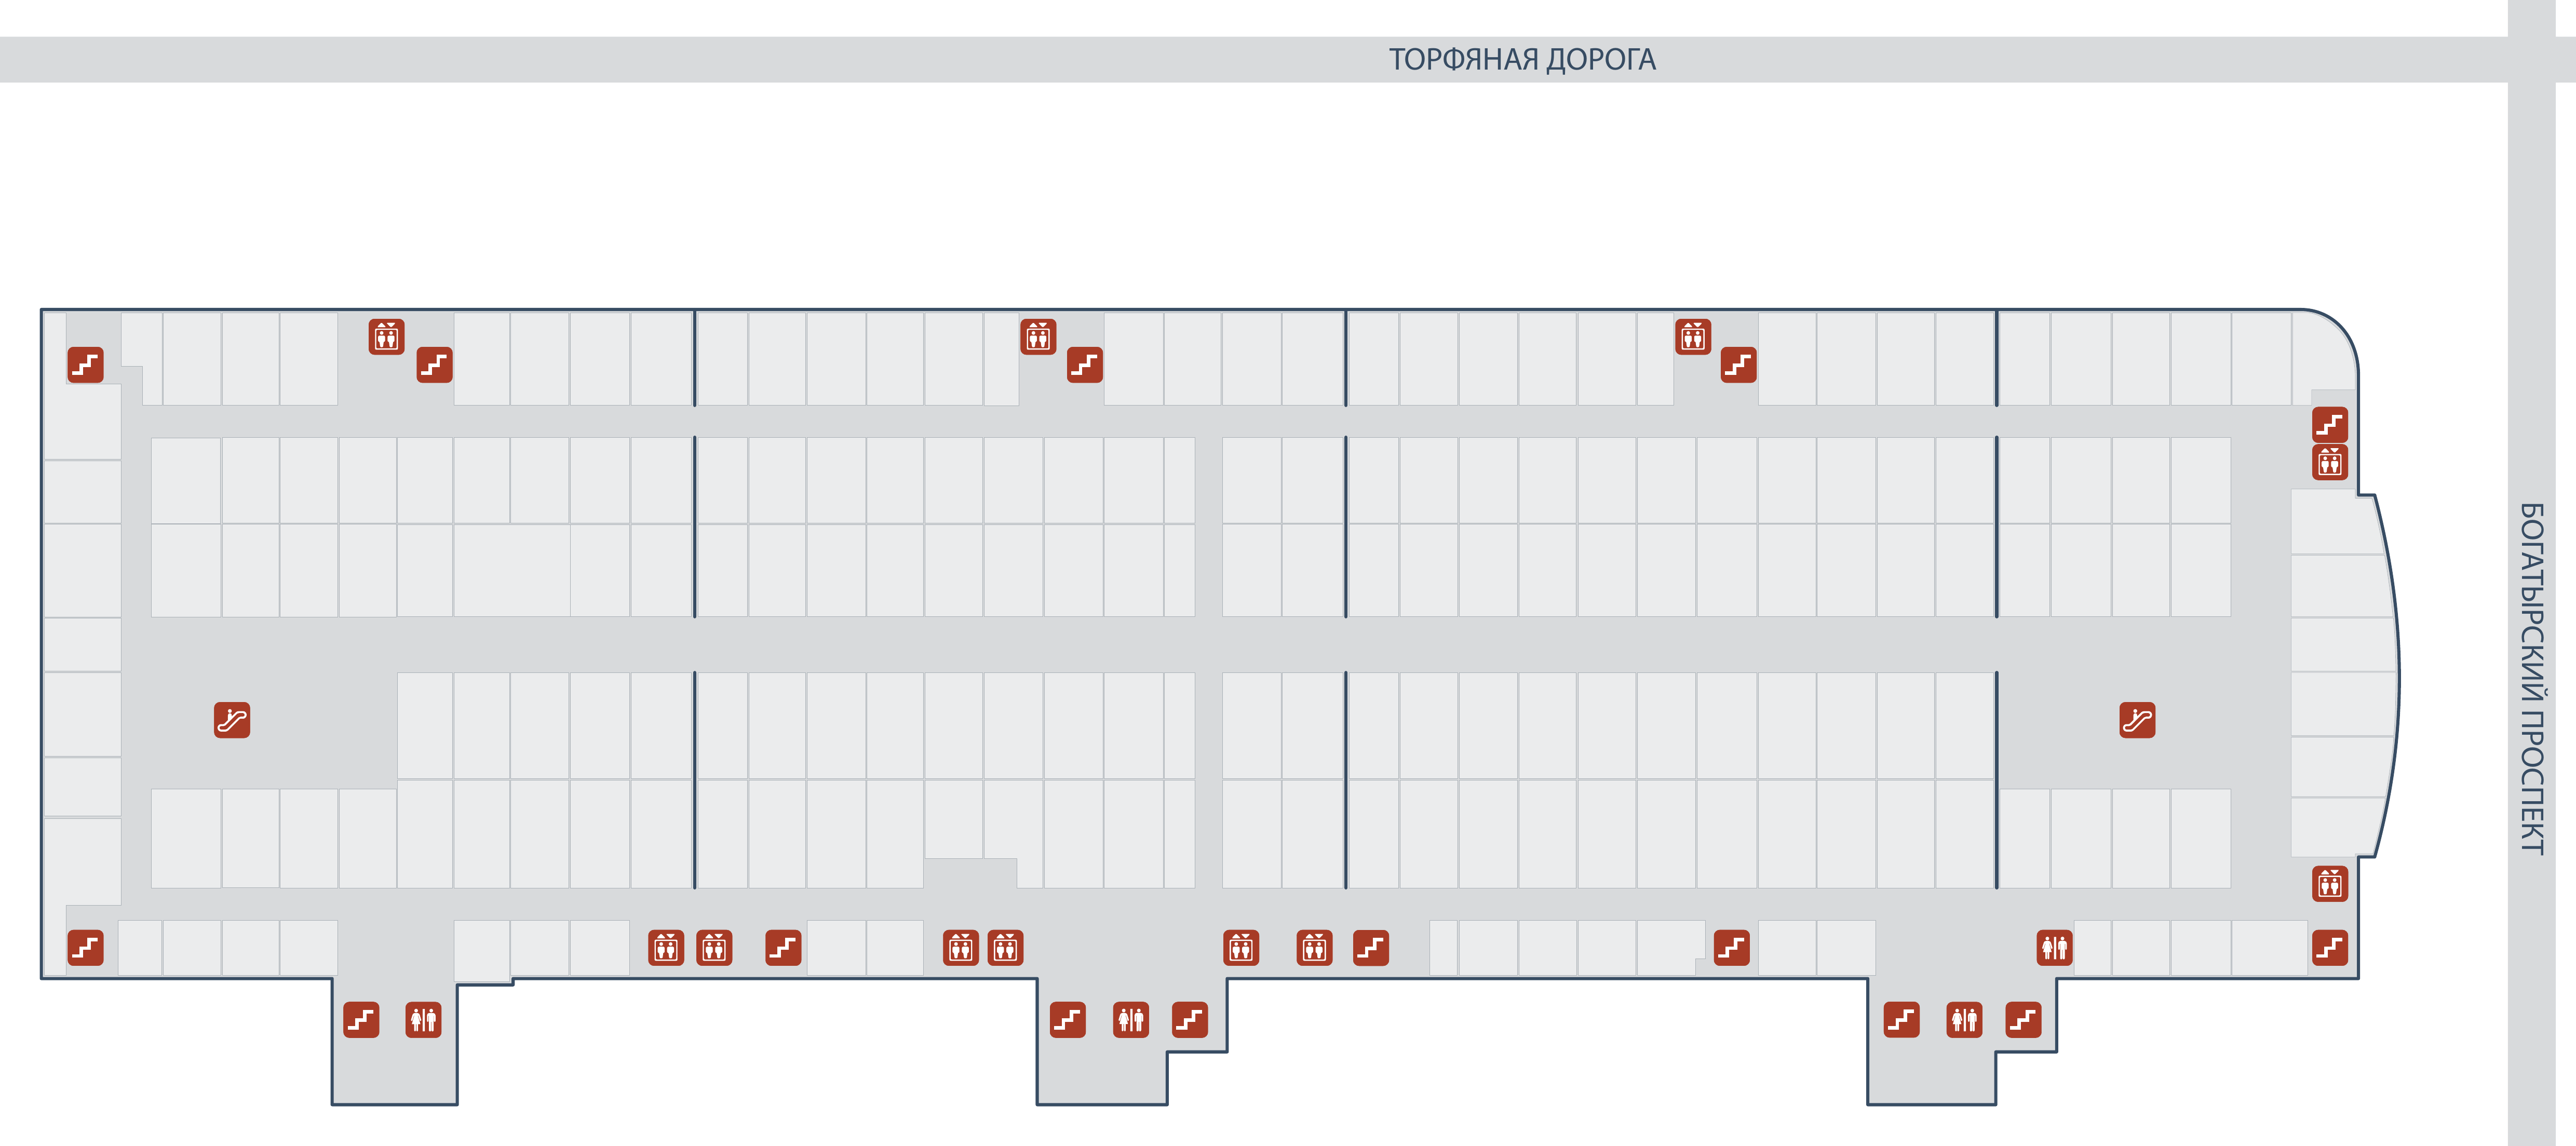 ТОРФЯНАЯ ДОРОГА
БОГАТЫРСКИЙ ПРОСПЕКТ